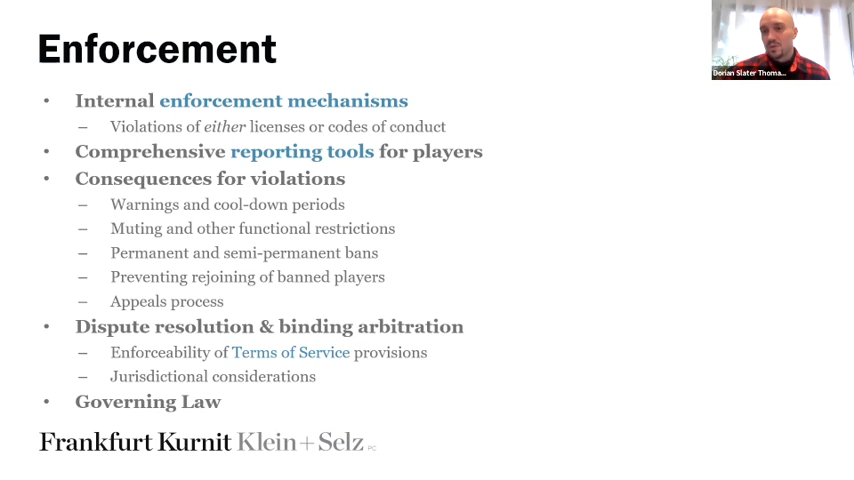 Enforcement
• Internal enforcement mechanisms
– Violations of either licenses or codes of conduct
• Comprehensive reporting tools for players
• Consequences for violations
– Warnings and cool-down periods
– Muting and other functional restrictions
– Permanent and semi-permanent bans
– Preventing rejoining of banned players
– Appeals process
• Dispute resolution & binding arbitration
– Enforceability of Terms of Service provisions
– Jurisdictional considerations
• Governing Law
Frankfurt Kurnit Klein+Selz PC
Dorian Slater Thoma...